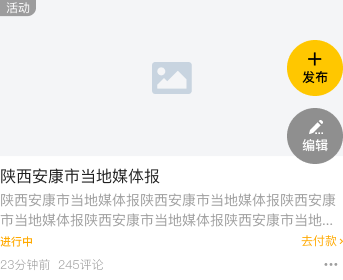 活动
发布
编辑
陕西安康市当地媒体报
陕西安康市当地媒体报陕西安康市当地媒体报陕西安康
市当地媒体报陕西安康市当地媒体报陕西安康市当地...
进行中
去付款
23分钟前 245评论